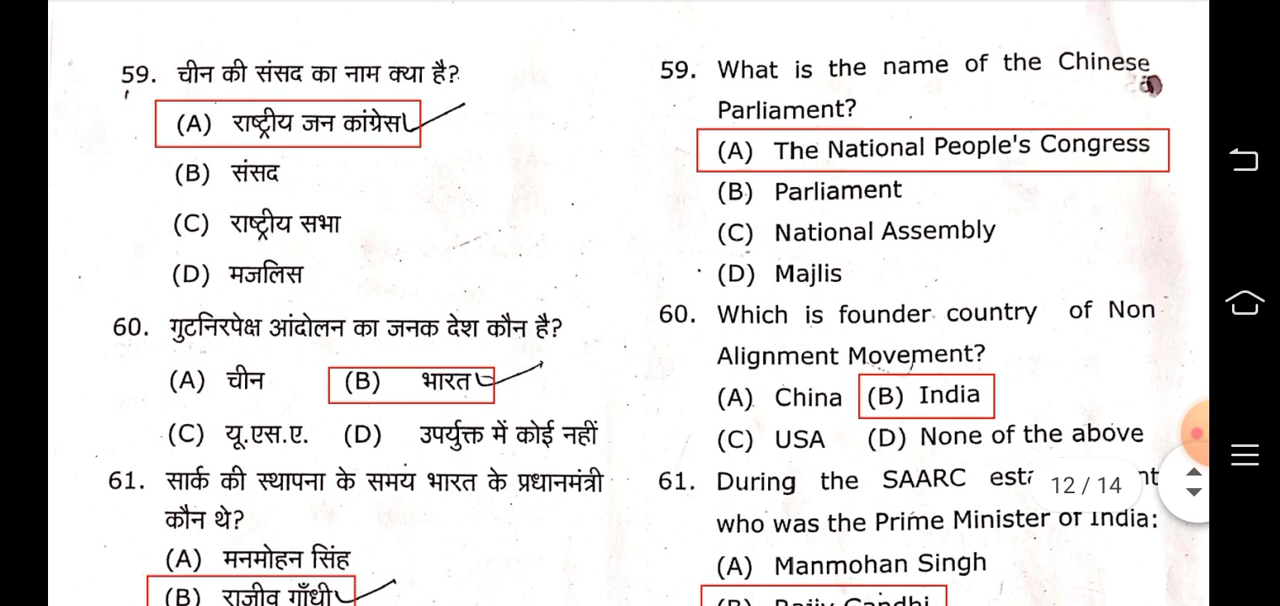 59. चीन की संसद का नाम क्या है?
(A) राष्ट्रीय जन कांग्रेस
(B) संसद
(C) राष्ट्रीय सभा
(D) मजलिस
60. गुटनिरपेक्ष आंदोलन का जनक देश कौन है?
(A) चीन (B) भारत
(C) यू.एस.ए. (D) उपर्युक्त में कोई नहीं
61. सार्क की स्थापना के समय भारत के प्रधानमंत्री
कौन थे?
(A) मनमोहन सिंह
(B) राजीव गाँधी
59. What is the name of the Chinese
Parliament?
(A) The National People's Congress
(B) Parliament
(C) National Assembly
(D) Majlis
60. Which is founder country of Non
Alignment Movement?
(A) China (B) India
(C) USA (D) None of the above
61. During the SAARC
who was the Prime Minister of India:
(A) Manmohan Singh
(B) Rajiv Gandhi
12 / 14